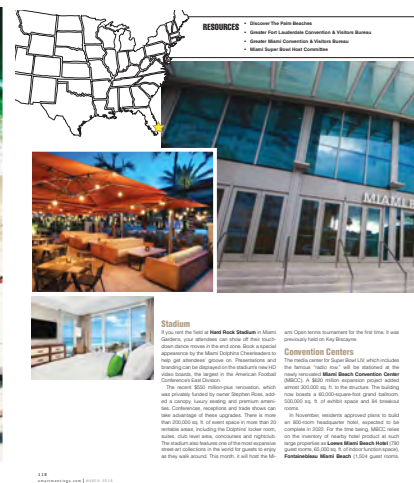 RESOURCES
• Discover The Palm Beaches
• Greater Fort Lauderdale Convention & Visitors Bureau
• Greater Miami Convention & Visitors Bureau
• Miami Super Bowl Host Committee
MIAMI B
Stadium
If you rent the field at Hard Rock Stadium in Miami
Gardens, your attendees can show off their touch-
down dance moves in the end zone. Book a special
appearance by the Miami Dolphins Cheerleaders to
help get attendees' groove on. Presentations and
branding can be displayed on the stadium's new HD
video boards, the largest in the American Football
Conference's East Division.
The recent $550 million-plus renovation, which
was privately funded by owner Stephen Ross, add-
ed a canopy, luxury seating and premium ameni-
ties. Conferences, receptions and trade shows can
take advantage of these upgrades. There is more
than 200,000 sq. ft. of event space in more than 20
rentable areas, including the Dolphins' locker room,
suites, club level area, concourses and nightclub.
The stadium also features one of the most expensive
street-art collections in the world for guests to enjoy
as they walk around. This month, it will host the Mi-
ami Open tennis tournament for the first time. It was
previously held on Key Biscayne.
Convention Centers
The media center for Super Bowl LIV, which includes
the famous "radio row," will be stationed at the
newly renovated Miami Beach Convention Center
(MBCC). A $620 million expansion project added
almost 300,000 sq. ft. to the structure. The building
now boasts a 60,000-square-foot grand ballroom,
500,000 sq. ft. of exhibit space and 84 breakout
rooms.
In November, residents approved plans to build
an 800-room headquarter hotel, expected to be
complete in 2022. For the time being, MBCC relies
on the inventory of nearby hotel product at such
large properties as Loews Miami Beach Hotel (790
guest rooms, 65,000 sq. ft. of indoor function space),
Fontainebleau Miami Beach (1,504 guest rooms,
118
smartmeetings.com | MARCH 2019